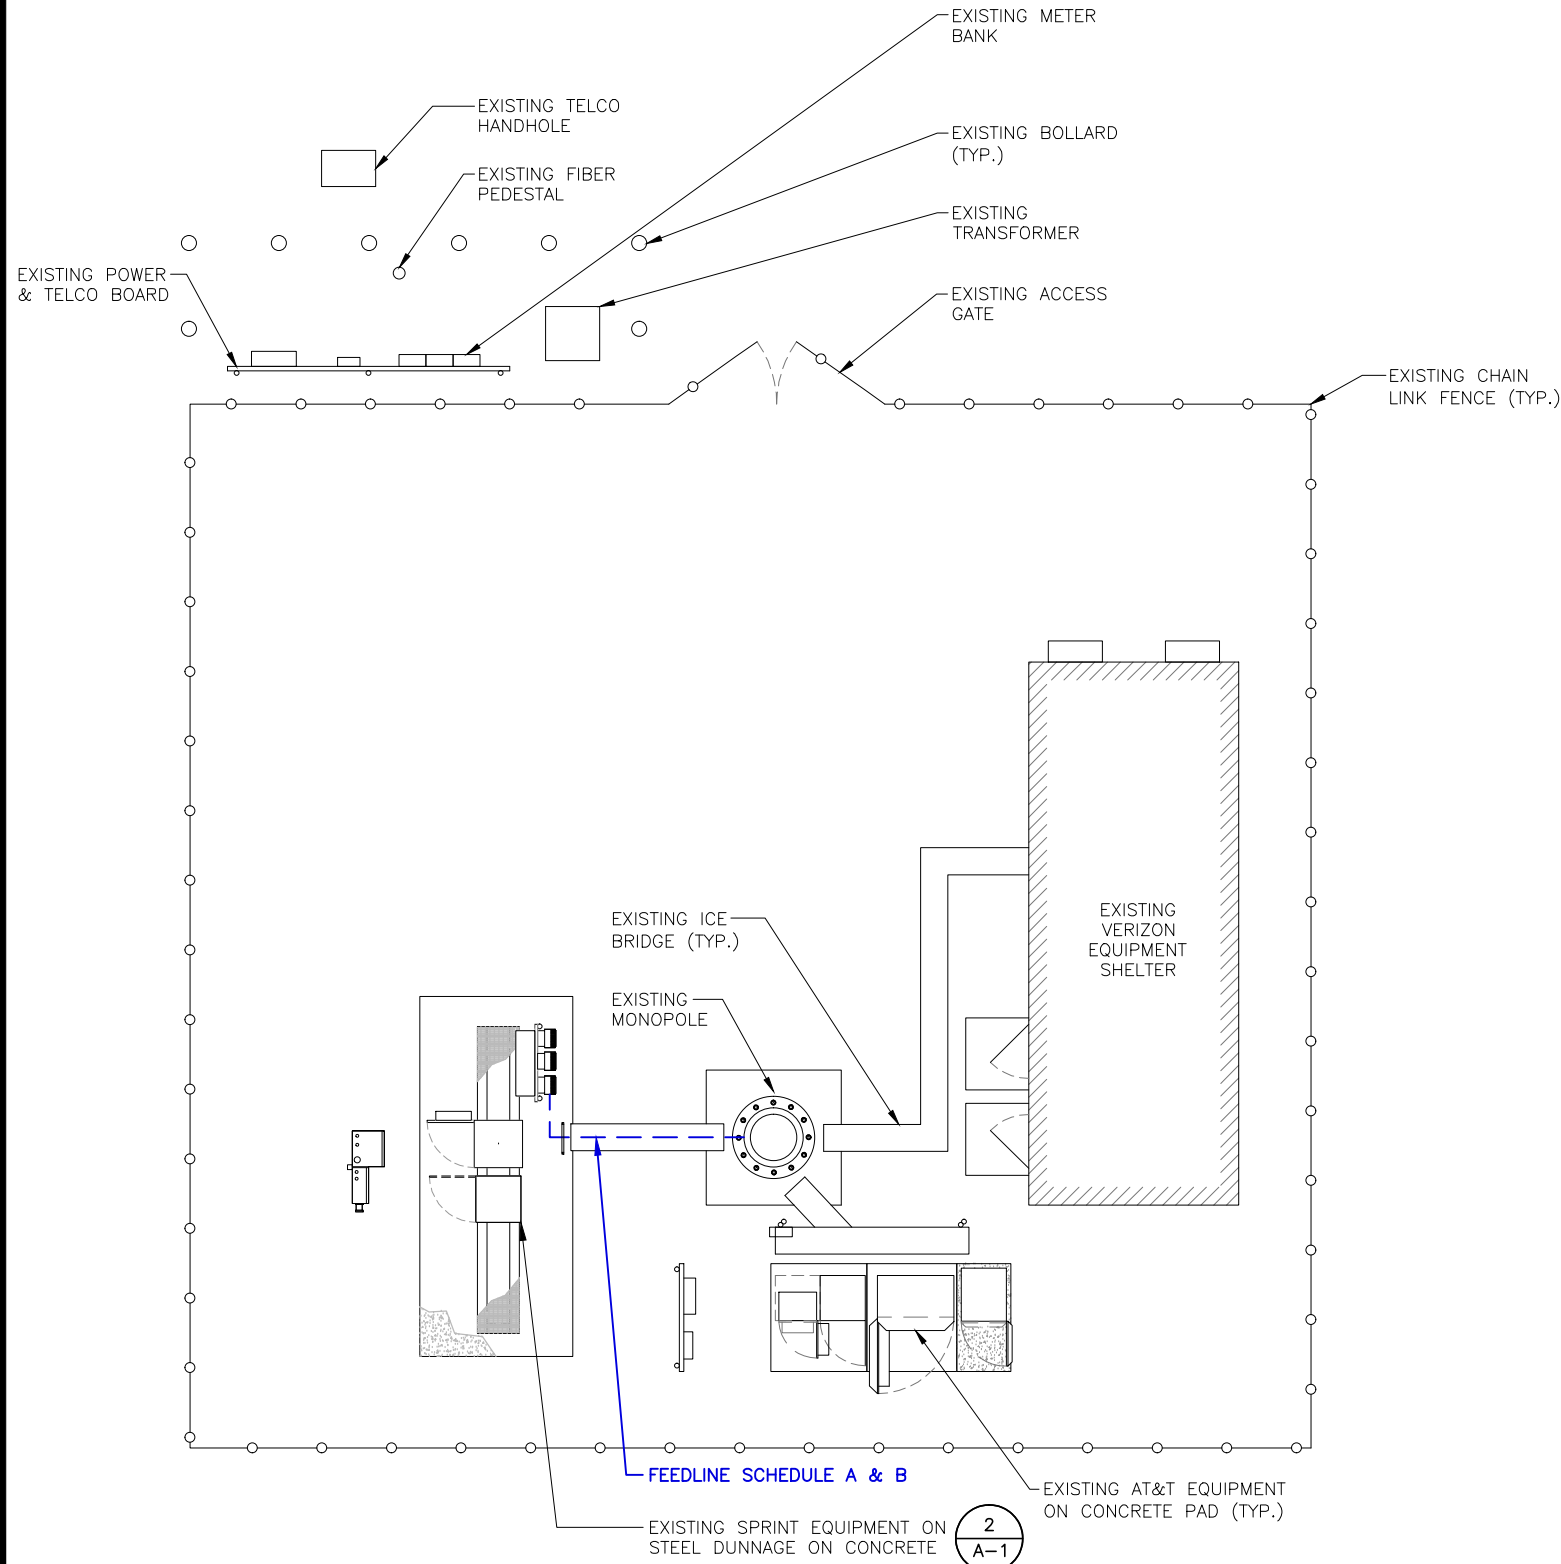 EXISTING METER
BANK
EXISTING TELCO
HANDHOLE
EXISTING BOLLARD
(TYP.)
EXISTING FIBER
PEDESTAL
EXISTING
TRANSFORMER
EXISTING POWER
& TELCO BOARD
EXISTING ACCESS
GATE
EXISTING CHAIN
LINK FENCE (TYP.)
EXISTING ICE
BRIDGE (TYP.)
EXISTING
VERIZON
EQUIPMENT
SHELTER
EXISTING
MONOPOLE
FEEDLINE SCHEDULE A & B
EXISTING AT&T EQUIPMENT
ON CONCRETE PAD (TYP.)
EXISTING SPRINT EQUIPMENT ON
STEEL DUNNAGE ON CONCRETE
2
A-1